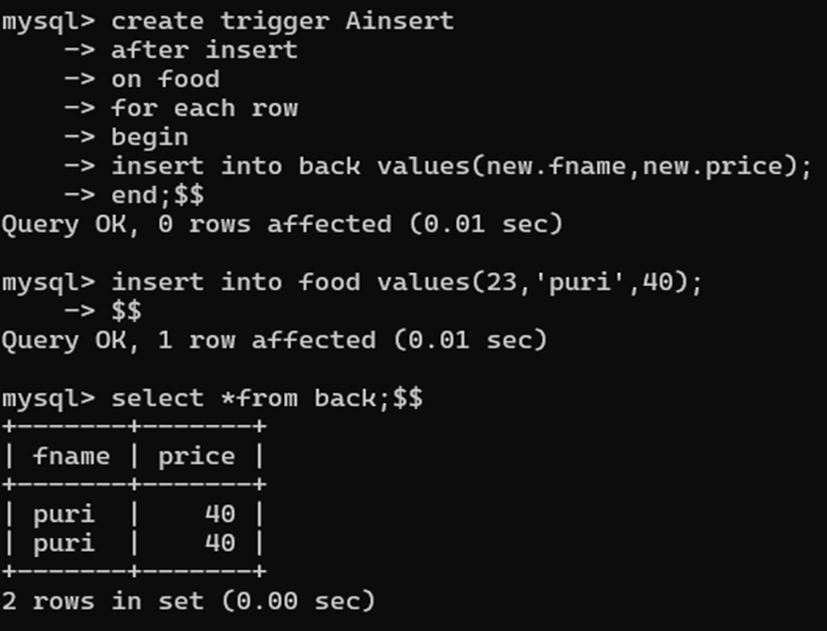 mysql> create trigger Ainsert
    -> after insert
    -> on food
    -> for each row
    -> begin
    -> insert into back values(new.fname,new.price);
    -> end;$$
Query OK, 0 rows affected (0.01 sec)

mysql> insert into food values(23,'puri',40);
    -> $$
Query OK, 1 row affected (0.01 sec)

mysql> select *from back;$$
+-------+-------+
| fname | price |
+-------+-------+
| puri  |    40 |
| puri  |    40 |
+-------+-------+
2 rows in set (0.00 sec)